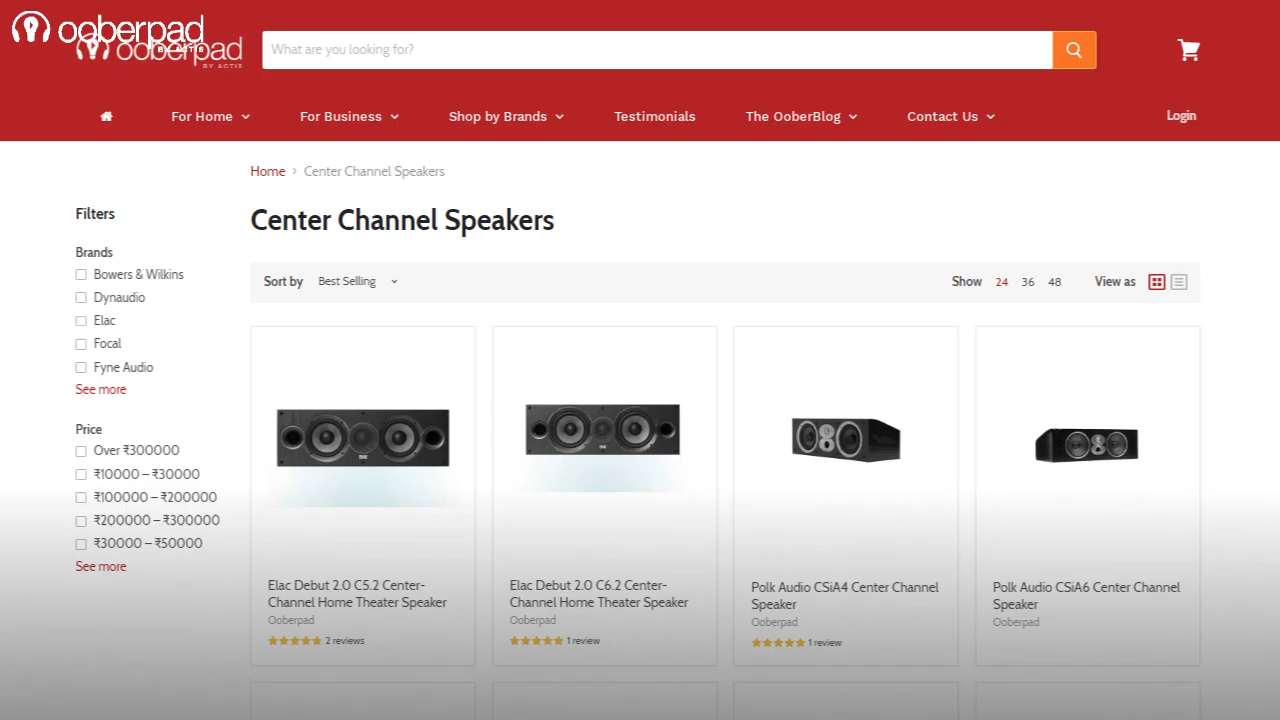 ooberpad
BY ACTIS
ooberpad
BY ACTIS
What are you looking for?
For Home
For Business
Shop by Brands
Testimonials
The OoberBlog
Contact Us
Login
Home › Center Channel Speakers
Filters
Center Channel Speakers
Brands
Bowers & Wilkins
Dynaudio
Elac
Focal
Fyne Audio
See more
Price
Over ₹300000
₹10000 – ₹30000
₹100000 – ₹200000
₹200000 – ₹300000
₹30000 – ₹50000
See more
Sort by Best Selling
Show 24 36 48 View as
Elac Debut 2.0 C5.2 Center-
Channel Home Theater Speaker
Ooberpad
2 reviews
Elac Debut 2.0 C6.2 Center-
Channel Home Theater Speaker
Ooberpad
1 review
Polk Audio CSiA4 Center Channel
Speaker
Ooberpad
1 review
Polk Audio CSiA6 Center Channel
Speaker
Ooberpad